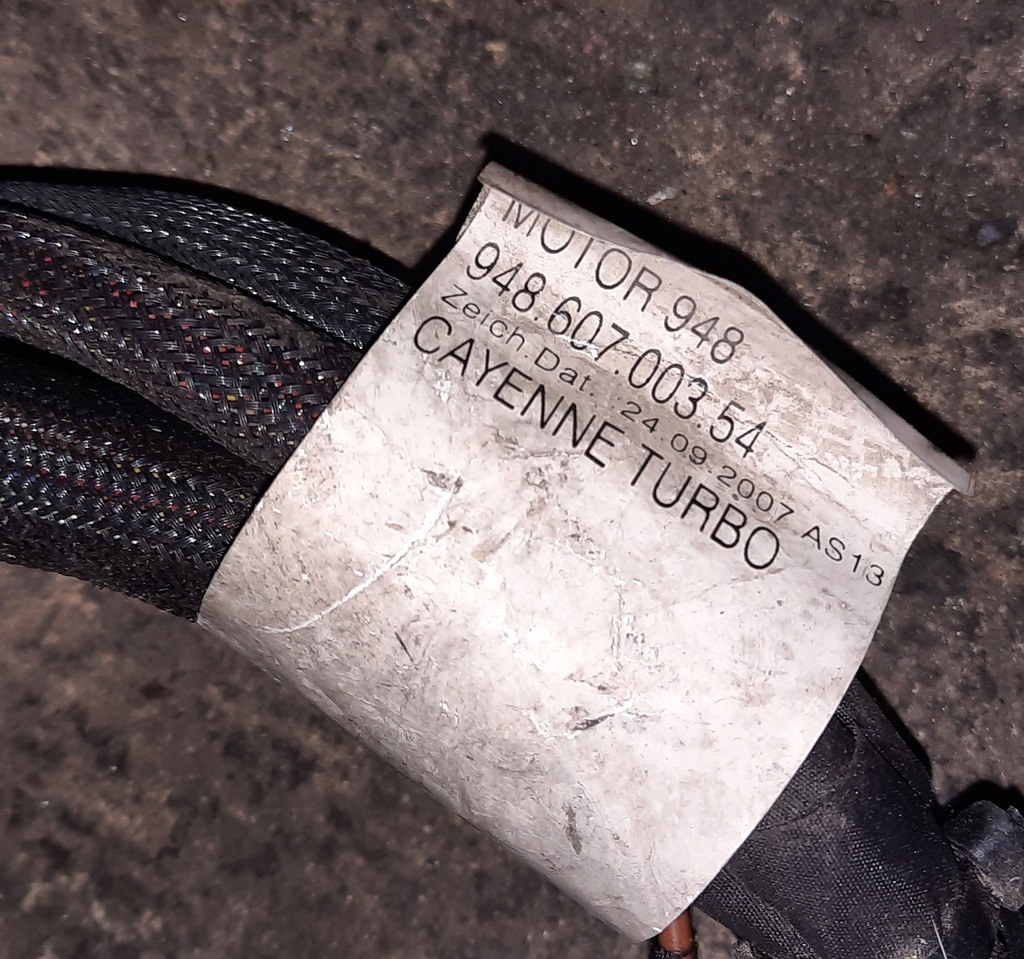 MOTOR 948
948.607.003.54
Zeich.Dat.: 24.09.2007 AS13
CAYENNE TURBO